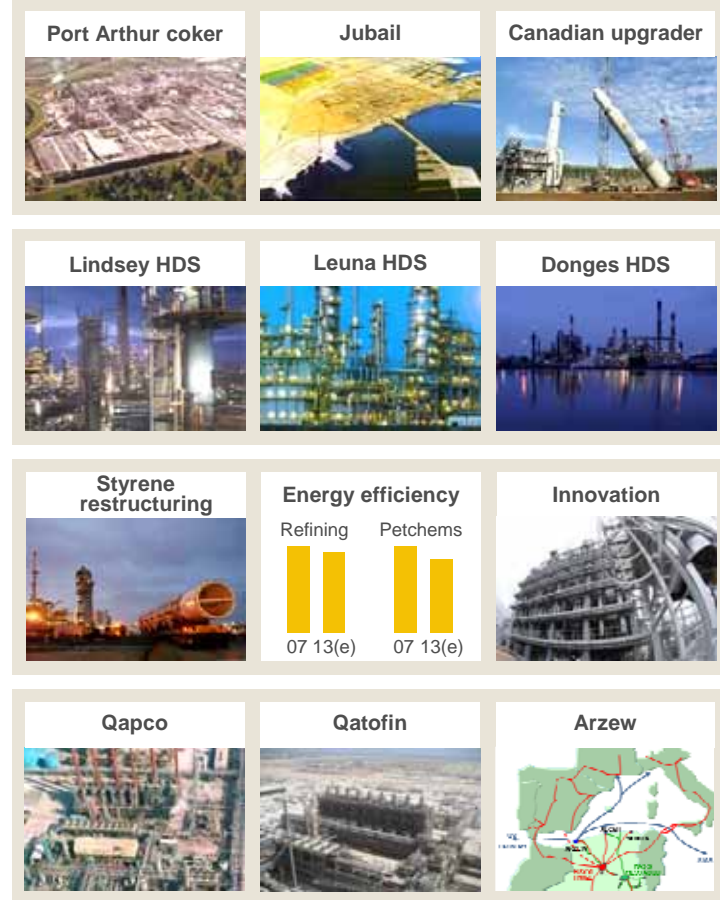 Port Arthur coker
Jubail
Canadian upgrader
Lindsey HDS
Leuna HDS
Donges HDS
Styrene
restructuring
Energy efficiency
Refining Petchems
07 13(e) 07 13(e)
Innovation
Qapco
Qatofin
Arzew